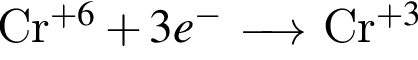 Cr⁺⁶ + 3e⁻ ⟶ Cr⁺³